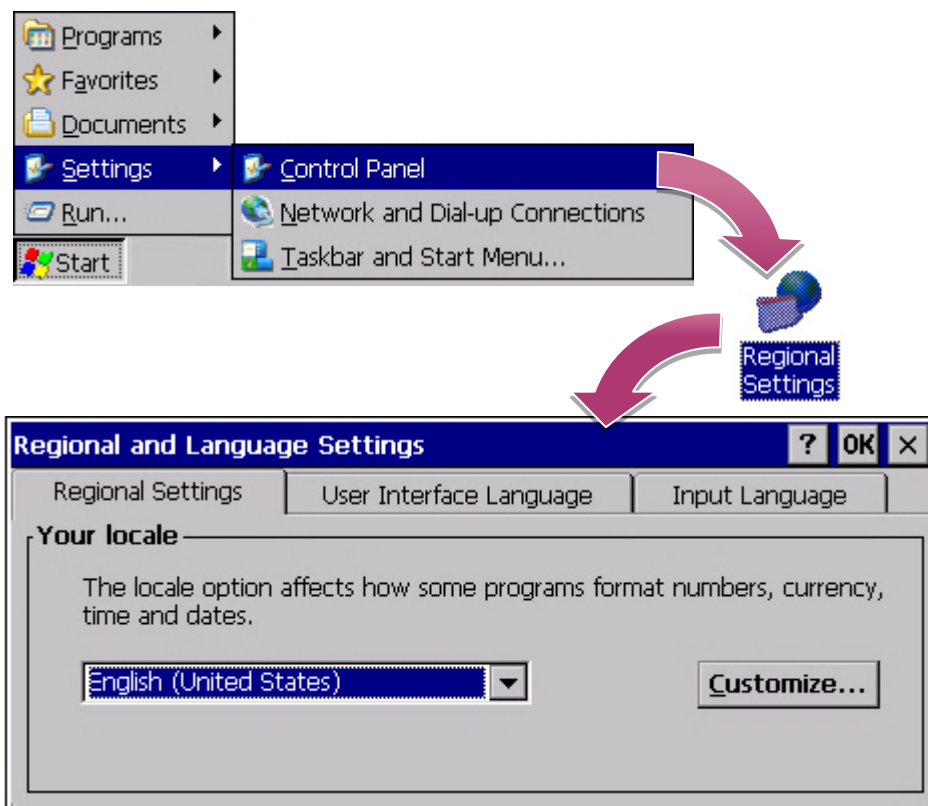 Programs
Favorites
Documents
Settings
Control Panel
Run...
Network and Dial-up Connections
Start
Taskbar and Start Menu...
Regional
Settings
Regional and Language Settings
? OK ×
Regional Settings
User Interface Language
Input Language
Your locale
The locale option affects how some programs format numbers, currency,
time and dates.
English (United States)
Customize...